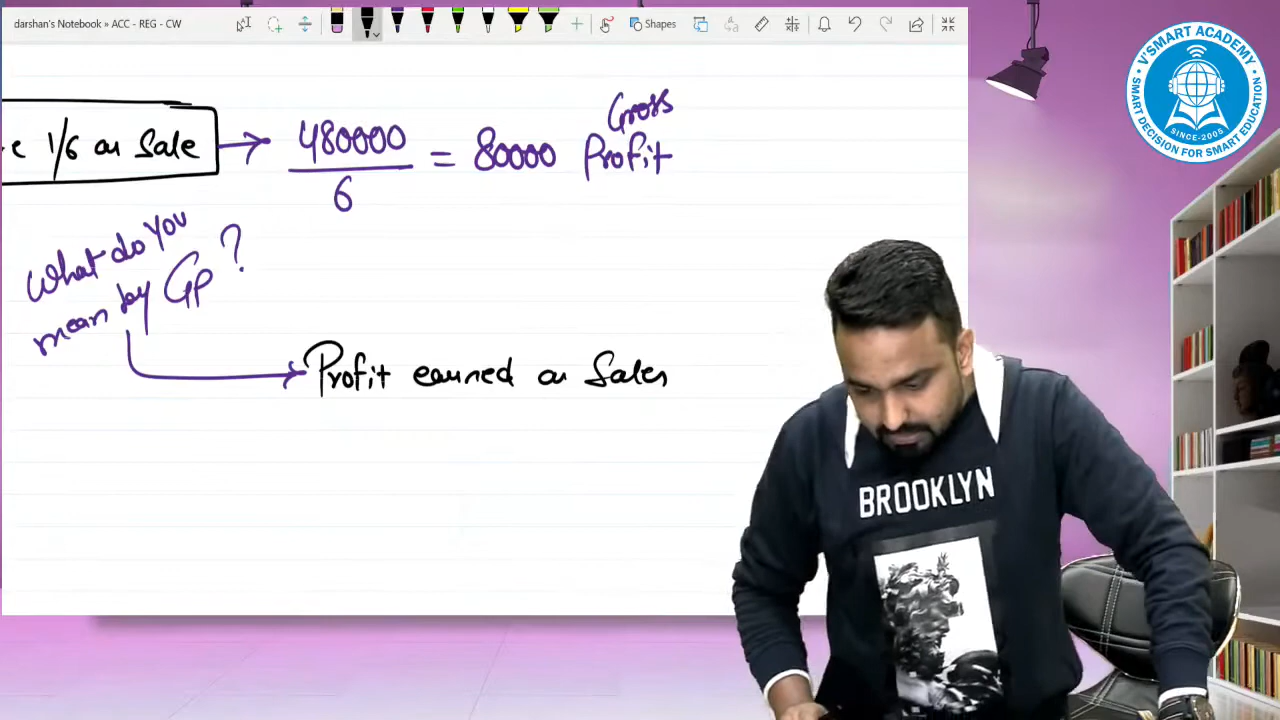 darshan's Notebook » ACC - REG - CW
Shapes
1/6 on Sale
480000
6
= 80000
Gross
Profit
What do you
mean by GP ?
Profit earned on Sales
V'SMART ACADEMY
SINCE-2005
SMART DECISION FOR SMART EDUCATION
BROOKLYN